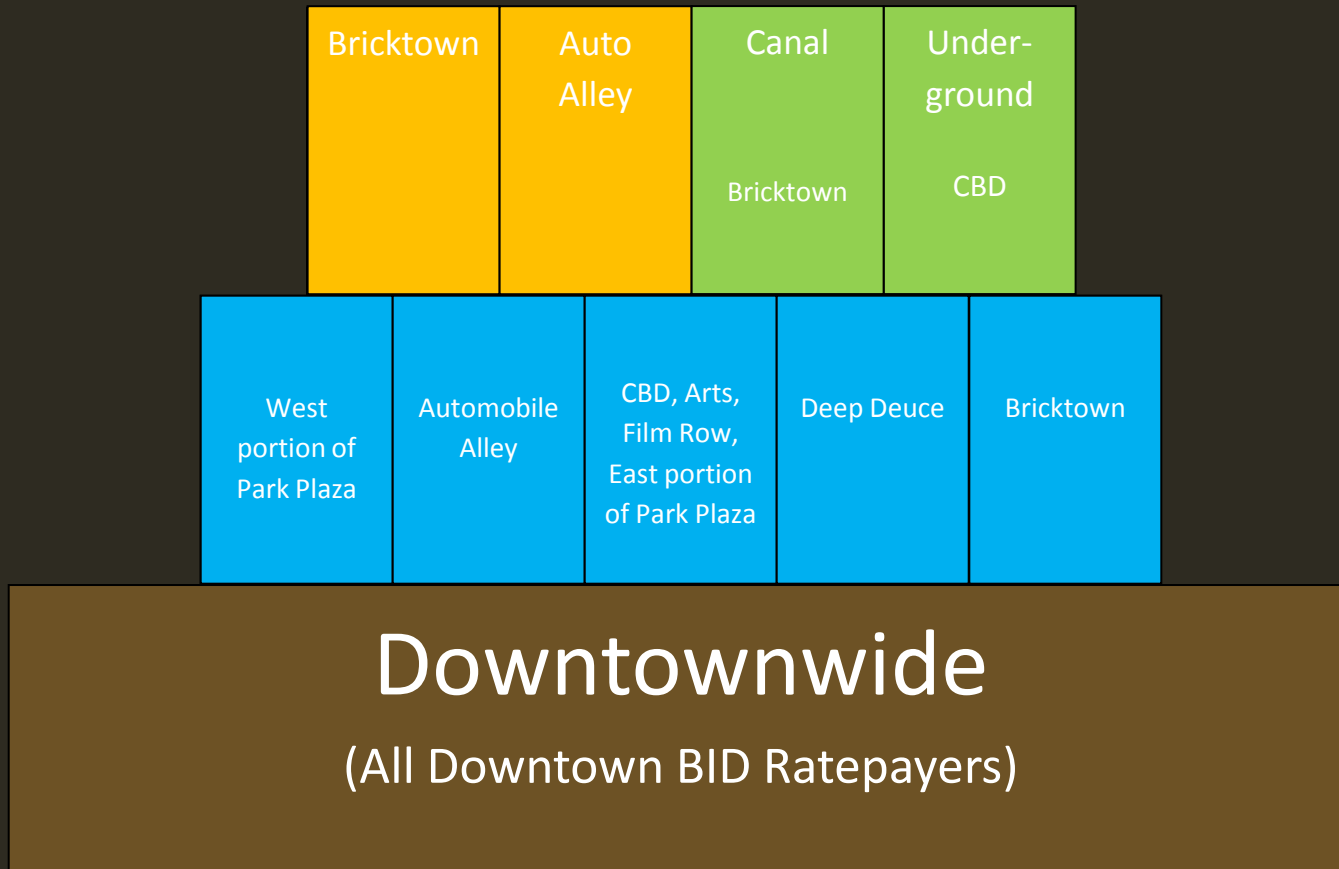 Bricktown
Auto
Alley
Canal
Bricktown
Under-
ground
CBD
West
portion of
Park Plaza
Automobile
Alley
CBD, Arts,
Film Row,
East portion
of Park Plaza
Deep Deuce
Bricktown
Downtownwide
(All Downtown BID Ratepayers)